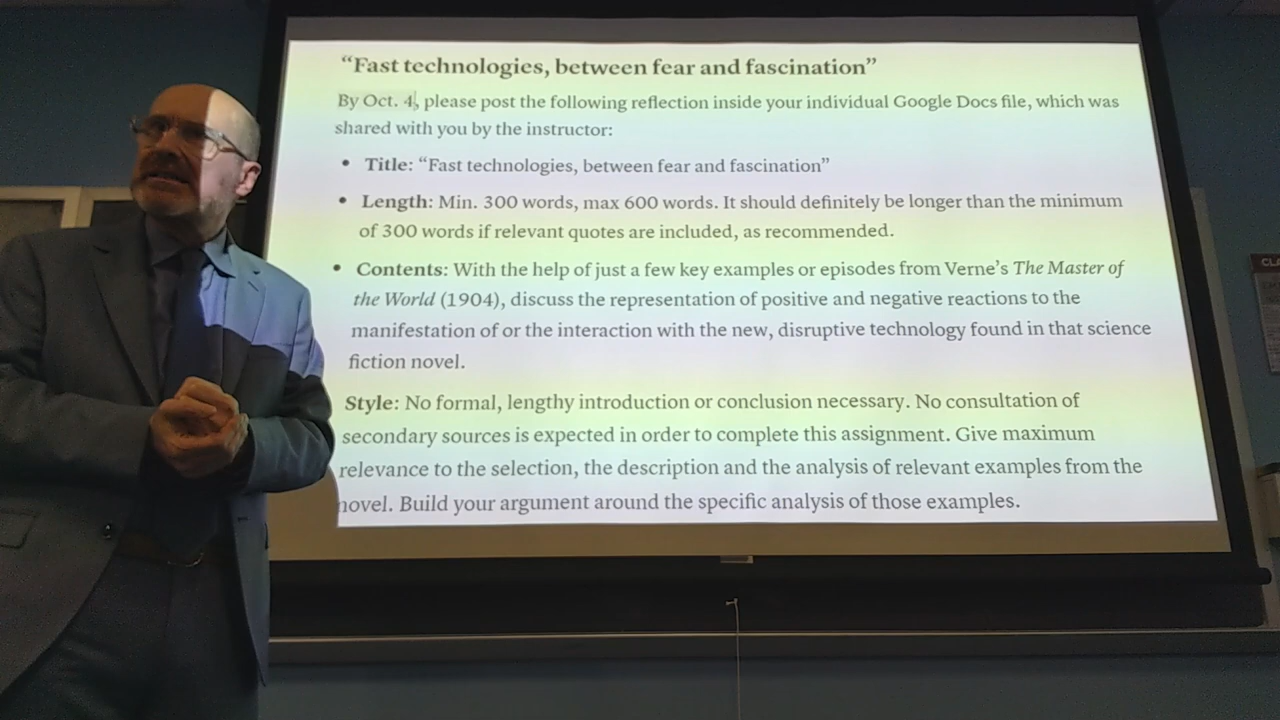 “Fast technologies, between fear and fascination”
By Oct. 4, please post the following reflection inside your individual Google Docs file, which was
shared with you by the instructor:
• Title: “Fast technologies, between fear and fascination”
• Length: Min. 300 words, max 600 words. It should definitely be longer than the minimum
of 300 words if relevant quotes are included, as recommended.
• Contents: With the help of just a few key examples or episodes from Verne’s The Master of
the World (1904), discuss the representation of positive and negative reactions to the
manifestation of or the interaction with the new, disruptive technology found in that science
fiction novel.
Style: No formal, lengthy introduction or conclusion necessary. No consultation of
secondary sources is expected in order to complete this assignment. Give maximum
relevance to the selection, the description and the analysis of relevant examples from the
novel. Build your argument around the specific analysis of those examples.